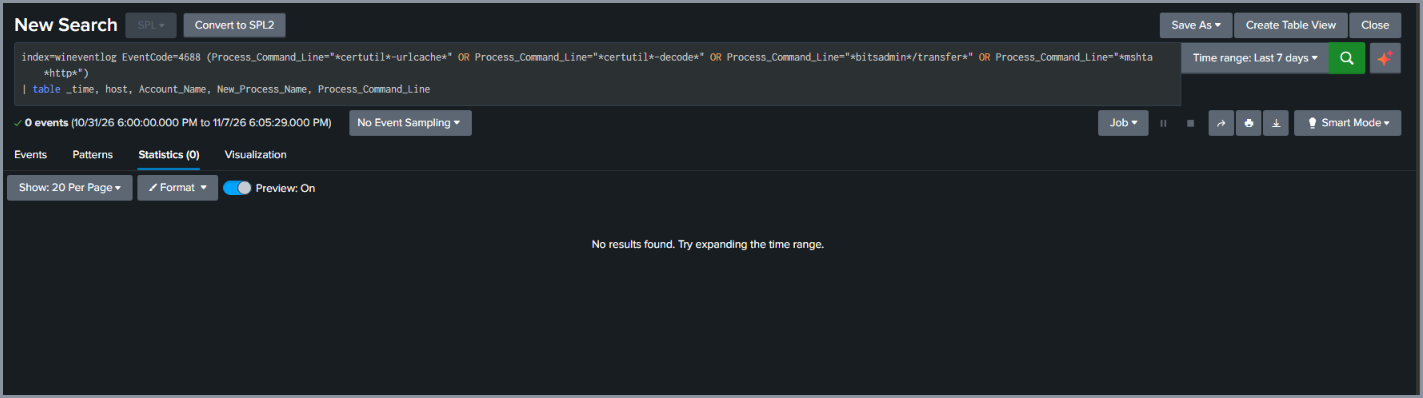 New Search SPL Convert to SPL2 Save As Create Table View Close
index=wineventlog EventCode=4688 (Process_Command_Line="*certutil*-urlcache*" OR Process_Command_Line="*certutil*-decode*" OR Process_Command_Line="*bitsadmin*/transfer*" OR Process_Command_Line="*mshta
*http*")
Time range: Last 7 days
| table _time, host, Account_Name, New_Process_Name, Process_Command_Line
0 events (10/31/26 6:00:00.000 PM to 11/7/26 6:05:29.000 PM) No Event Sampling Job Smart Mode
Events Patterns Statistics (0) Visualization
Show: 20 Per Page Format Preview: On
No results found. Try expanding the time range.